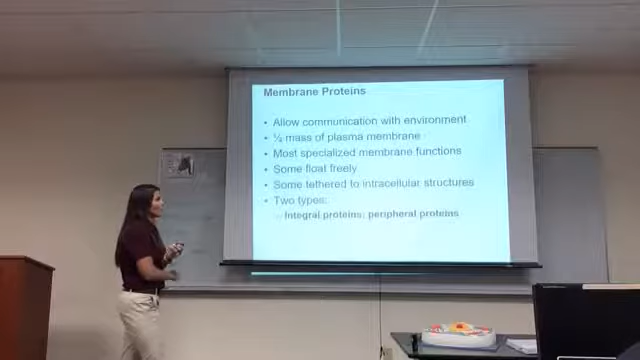 Membrane Proteins
• Allow communication with environment
• ½ mass of plasma membrane
• Most specialized membrane functions
• Some float freely
• Some tethered to intracellular structures
• Two types:
– Integral proteins; peripheral proteins